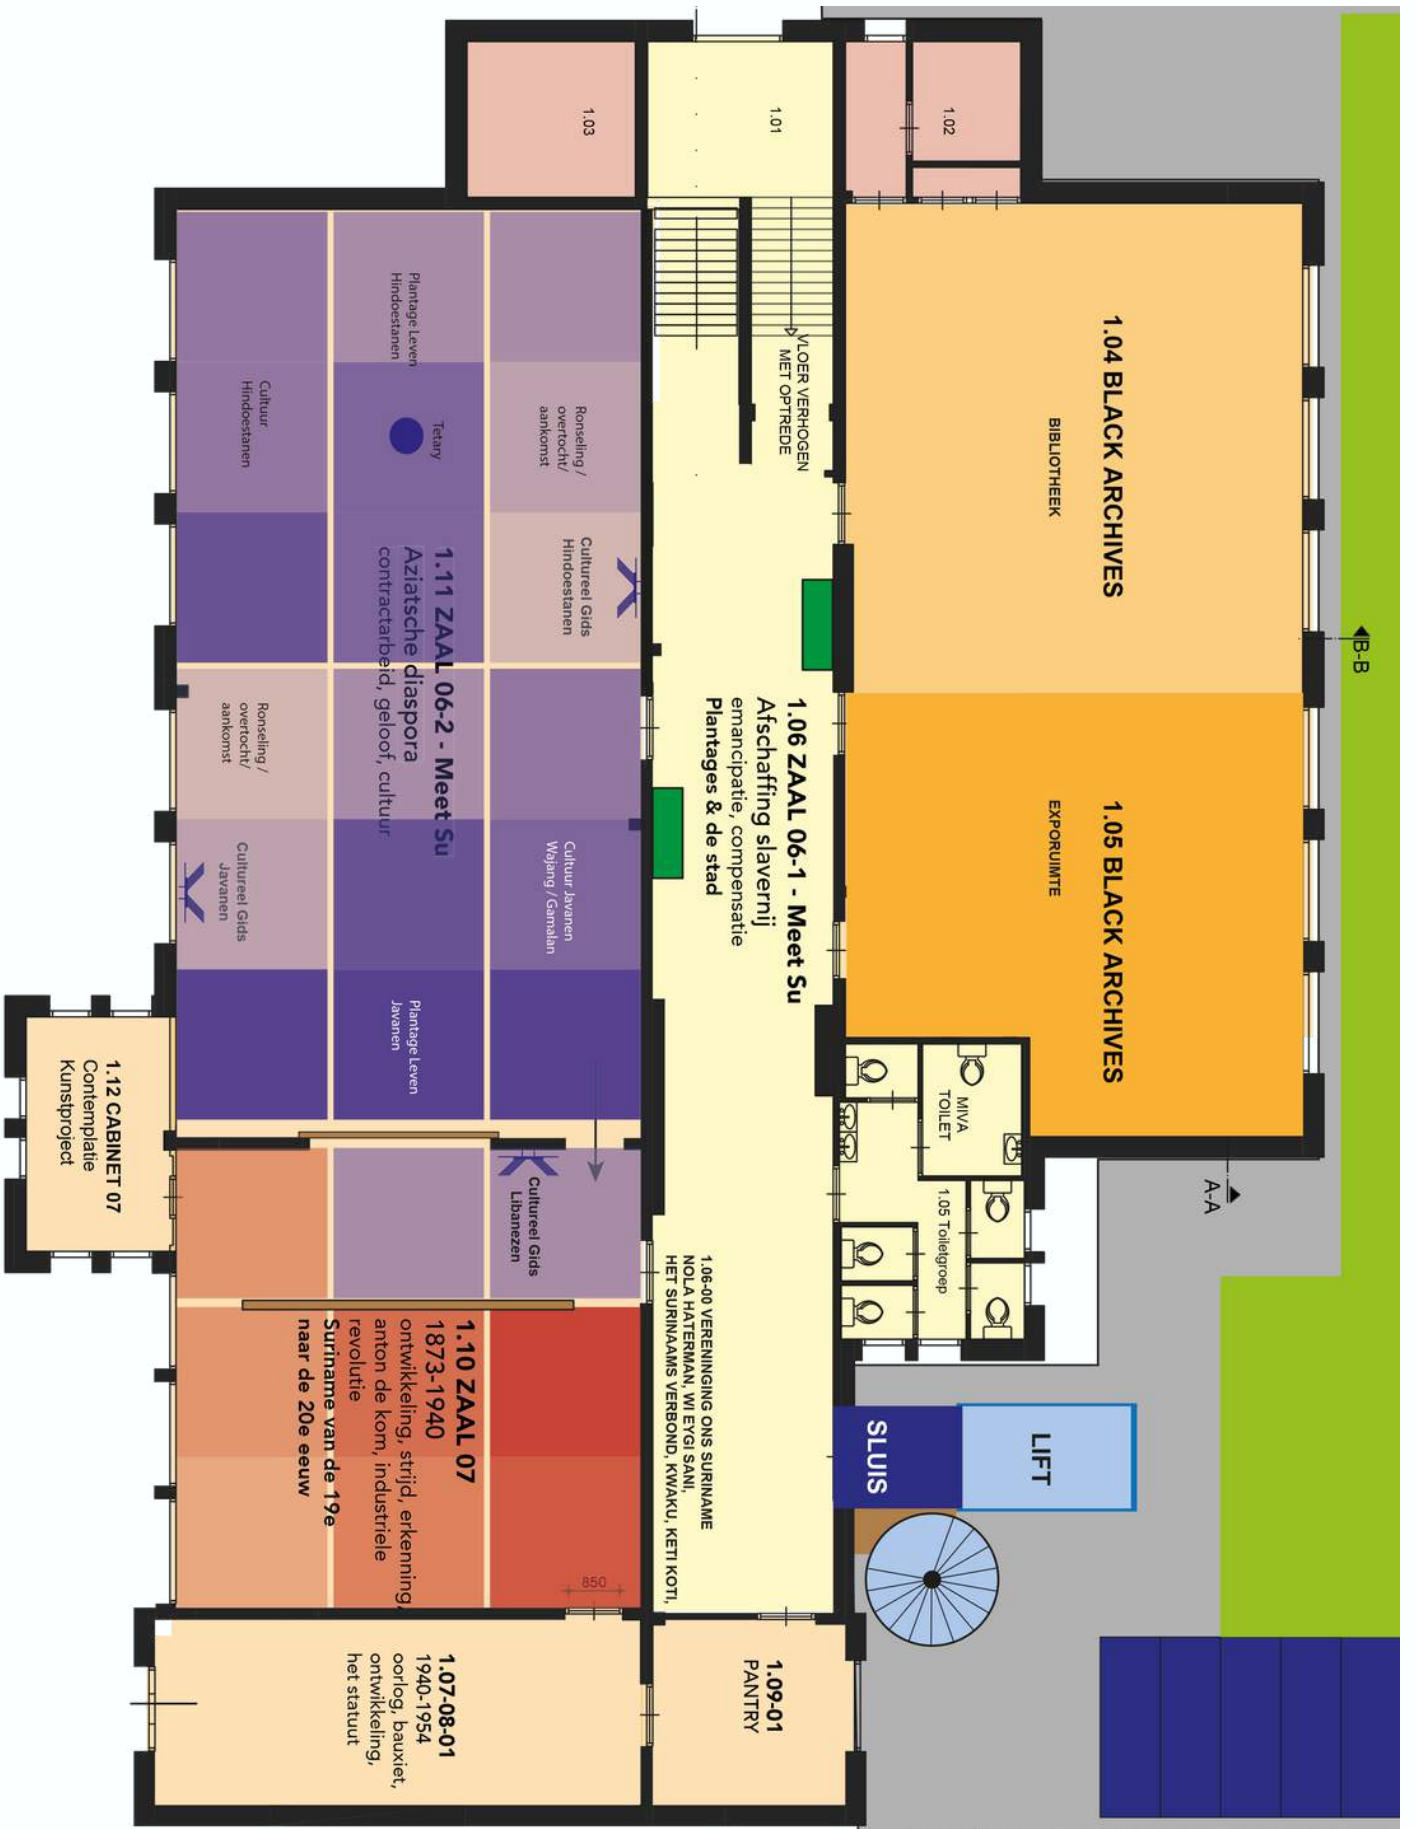 1.03
1.01
1.02
VLOER VERHOGEN
MET OPTREDE
1.04 BLACK ARCHIVES
BIBLIOTHEEK
1.05 BLACK ARCHIVES
EXPORUIMTE
B-B
A-A
Plantage Leven
Hindoestanen
Cultuur
Hindoestanen
Tetary
Ronseling /
overtocht/
aankomst
Cultureel Gids
Hindoestanen
1.11 ZAAL 06-2 - Meet Su
Aziatsche diaspora
contractarbeid, geloof, cultuur
Ronseling /
overtocht/
aankomst
Cultureel Gids
Javanen
Cultuur Javanen
Wajang / Gamalan
Plantage Leven
Javanen
1.06 ZAAL 06-1 - Meet Su
Afschaffing slavernij
emancipatie, compensatie
Plantages & de stad
MIVA
TOILET
1.05 Toiletgroep
1.12 CABINET 07
Contemplatie
Kunstproject
Cultureel Gids
Libanezen
1.06-00 VERENINGING ONS SURINAME
NOLA HATERMAN, WI EYGI SANI,
HET SURINAAMS VERBOND, KWAKU, KETI KOTI,
1.10 ZAAL 07
1873-1940
ontwikkeling, strijd, erkenning,
anton de kom, industriele
revolutie
Suriname van de 19e
naar de 20e eeuw
850
SLUIS
LIFT
1.07-08-01
1940-1954
oorlog, bauxiet,
ontwikkeling,
het statuut
1.09-01
PANTRY